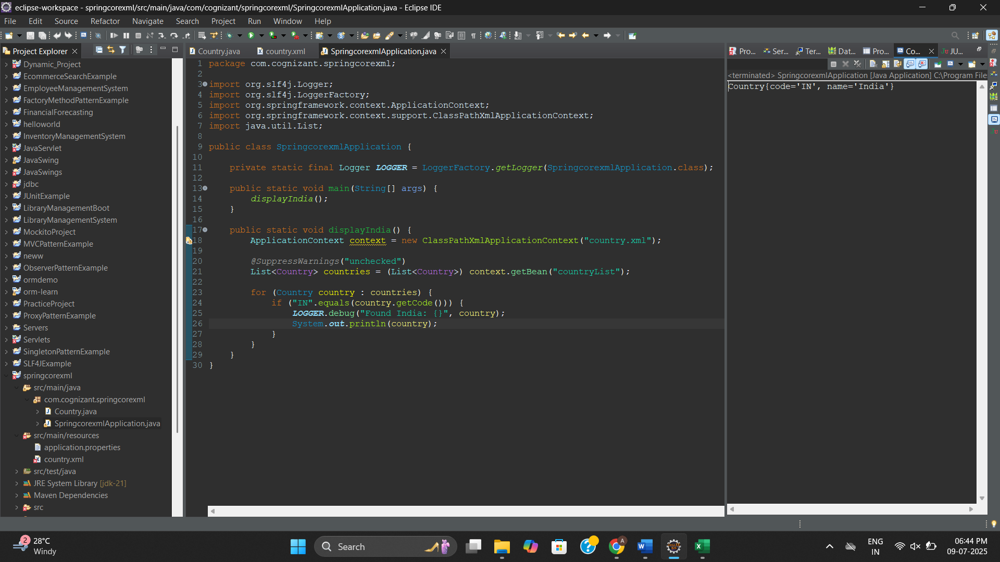 eclipse-workspace - springcorexml/src/main/java/com/cognizant/springcorexml/SpringcorexmlApplication.java - Eclipse IDE
File Edit Source Refactor Navigate Search Project Run Window Help
Project Explorer
Dynamic_Project
EcommerceSearchExample
EmployeeManagementSystem
FactoryMethodPatternExample
FinancialForecasting
helloworld
InventoryManagementSystem
JavaServlet
JavaSwing
JavaSwings
jdbc
JUnitExample
LibraryManagementBoot
LibraryManagementSystem
MockitoProject
MVCPatternExample
neww
ObserverPatternExample
ormdemo
orm-learn
PracticeProject
ProxyPatternExample
Servers
Servlets
SingletonPatternExample
SLF4JExample
springcorexml
src/main/java
com.cognizant.springcorexml
Country.java
SpringcorexmlApplication.java
src/main/resources
application.properties
country.xml
src/test/java
JRE System Library [jdk-21]
Maven Dependencies
src
Country.java country.xml SpringcorexmlApplication.java
1 package com.cognizant.springcorexml;
2
3 import org.slf4j.Logger;
4 import org.slf4j.LoggerFactory;
5 import org.springframework.context.ApplicationContext;
6 import org.springframework.context.support.ClassPathXmlApplicationContext;
7 import java.util.List;
8
9 public class SpringcorexmlApplication {
10
11 private static final Logger LOGGER = LoggerFactory.getLogger(SpringcorexmlApplication.class);
12
13 public static void main(String[] args) {
14 displayIndia();
15 }
16
17 public static void displayIndia() {
18 ApplicationContext context = new ClassPathXmlApplicationContext("country.xml");
19
20 @SuppressWarnings("unchecked")
21 List<Country> countries = (List<Country>) context.getBean("countryList");
22
23 for (Country country : countries) {
24 if ("IN".equals(country.getCode())) {
25 LOGGER.debug("Found India: {}", country);
26 System.out.println(country);
27 }
28 }
29 }
30 }
Pro... Ser... Ter... Dat... Pro... Co... JU...
<terminated> SpringcorexmlApplication [Java Application] C:\Program File
Country{code='IN', name='India'}
2
28°C
Windy
Search
ENG
IN
06:44 PM
09-07-2025